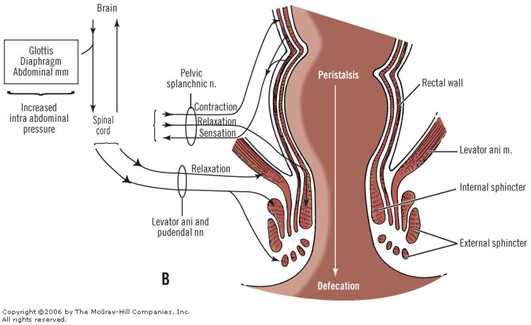 Brain
Glottis
Diaphragm
Abdominal mm
Increased
intra abdominal
pressure
Spinal
cord
Pelvic
splanchnic n.
Contraction
Relaxation
Sensation
Relaxation
Levator ani and
pudendal nn
Peristalsis
Rectal wall
Levator ani m.
Internal sphincter
External sphincter
Defecation
B
Copyright ©2006 by The McGraw-Hill Companies, Inc.
All rights reserved.